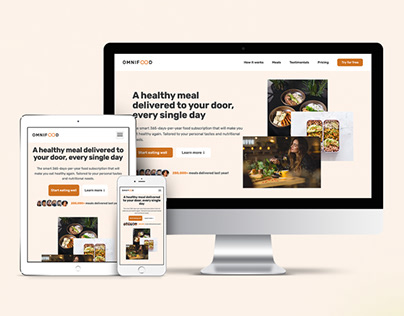 OMNIFOOD
How it works Meals Testimonials Pricing Try for free
A healthy meal
delivered to your door,
every single day
The smart 365-days-per-year food subscription that will make you
eat healthy again. Tailored to your personal tastes
and nutritional needs.
Start eating well Learn more ↓
250,000+ meals delivered last year!
OMNIFOOD
A healthy meal delivered to
your door, every single day
The smart 365-days-per-year food subscription that will make
you eat healthy again. Tailored to your personal tastes
and nutritional needs.
Start eating well Learn more ↓
250,000+ meals delivered last year!
OMNIFOOD
A healthy meal delivered
to your door, every single
day
Start eating well Learn more ↓